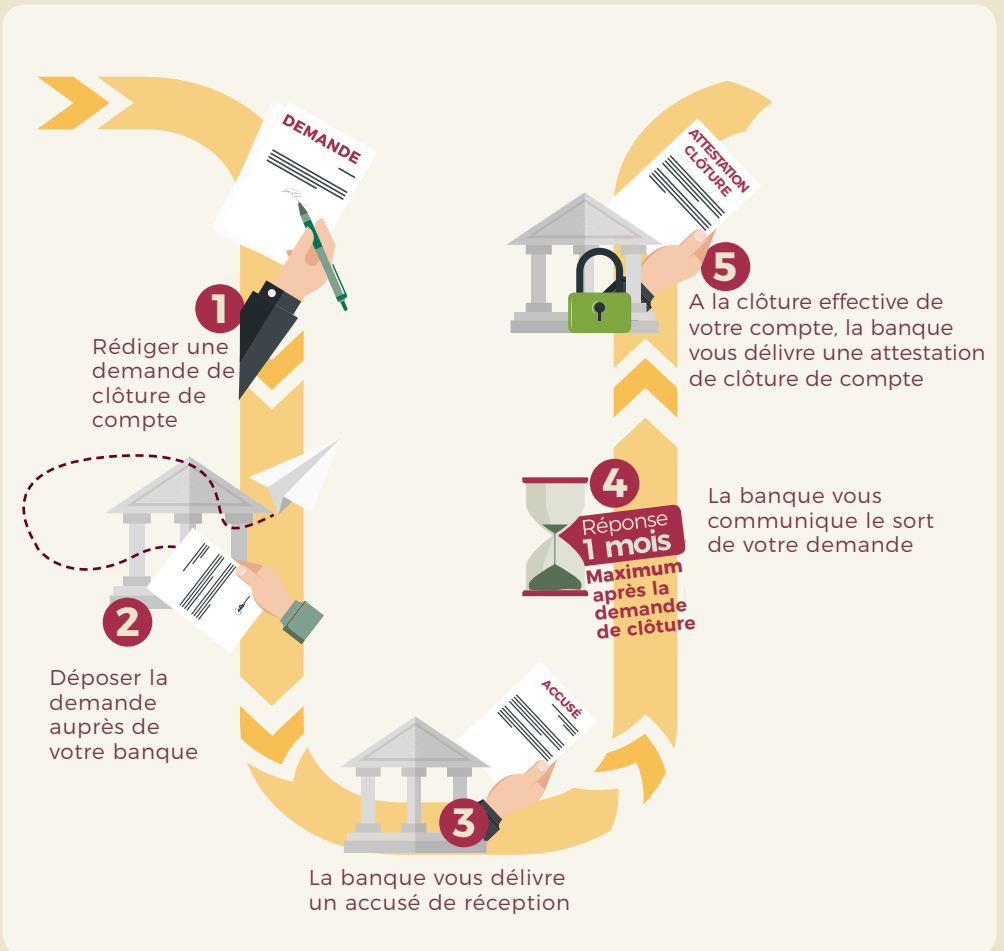 DEMANDE
1
Rédiger une
demande de
clôture de
compte
2
Déposer la
demande
auprès de
votre banque
ACCUSÉ
3
La banque vous délivre
un accusé de réception
4
Réponse
1 mois
Maximum
après la
demande
de clôture
La banque vous
communique le sort
de votre demande
ATTESTATION
CLÔTURE
5
A la clôture effective de
votre compte, la banque
vous délivre une attestation
de clôture de compte